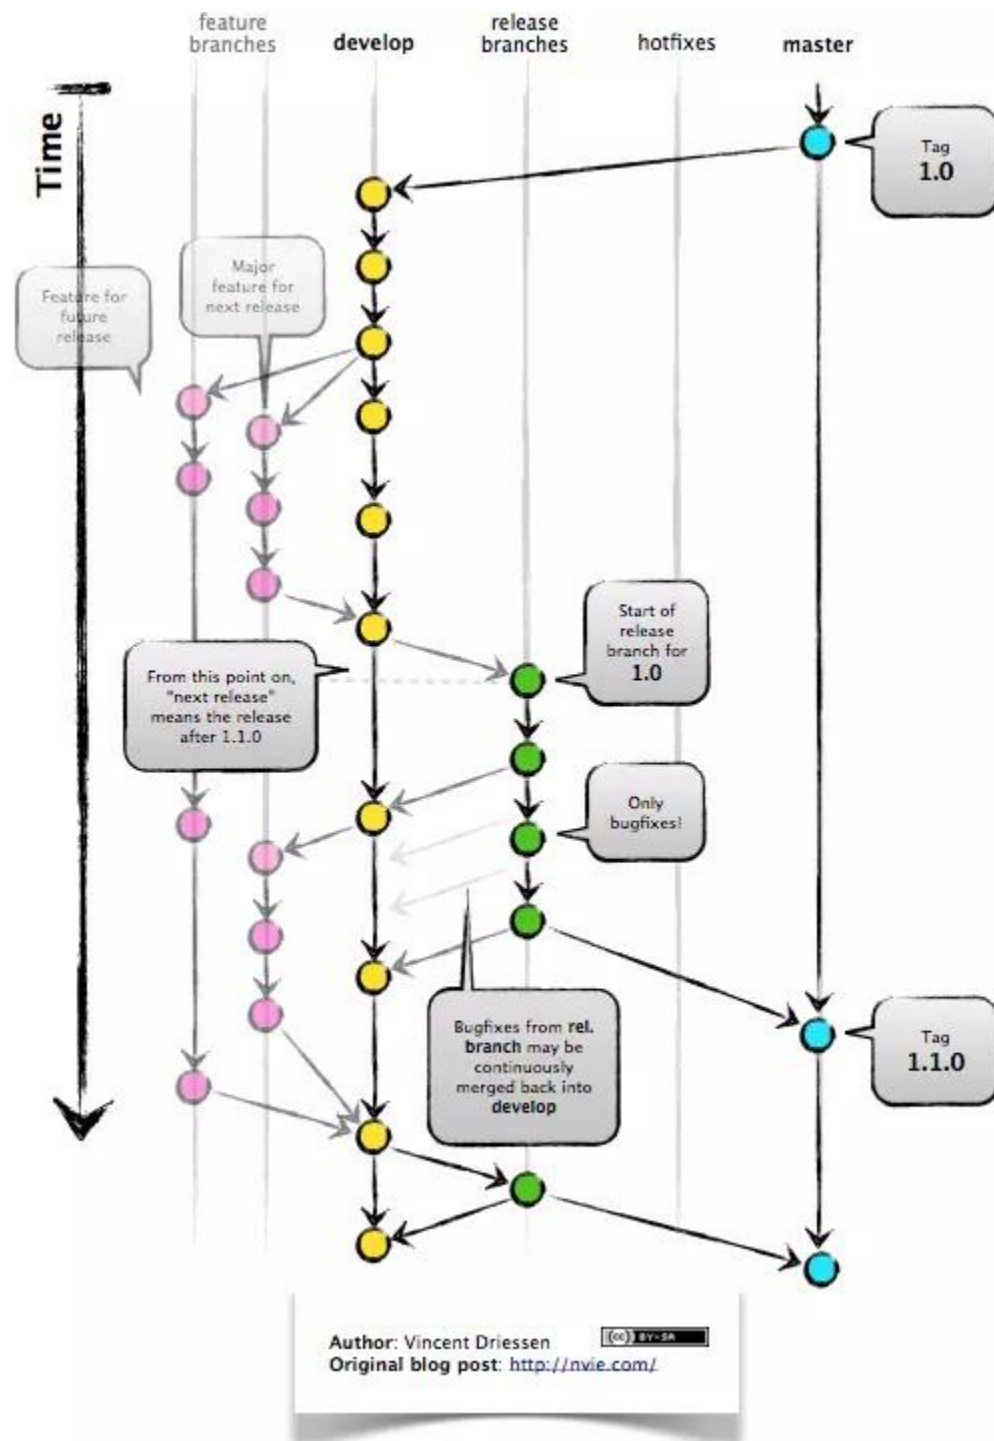 feature
branches
develop
release
branches
hotfixes
master
Time
Tag
1.0
Major
feature for
next release
Feature for
future
release
Start of
release
branch for
1.0
From this point on,
"next release"
means the release
after 1.1.0
Only
bugfixes!
Bugfixes from rel.
branch may be
continuously
merged back into
develop
Tag
1.1.0
Author: Vincent Driessen
(cc) BY-SA
Original blog post: http://nvie.com/